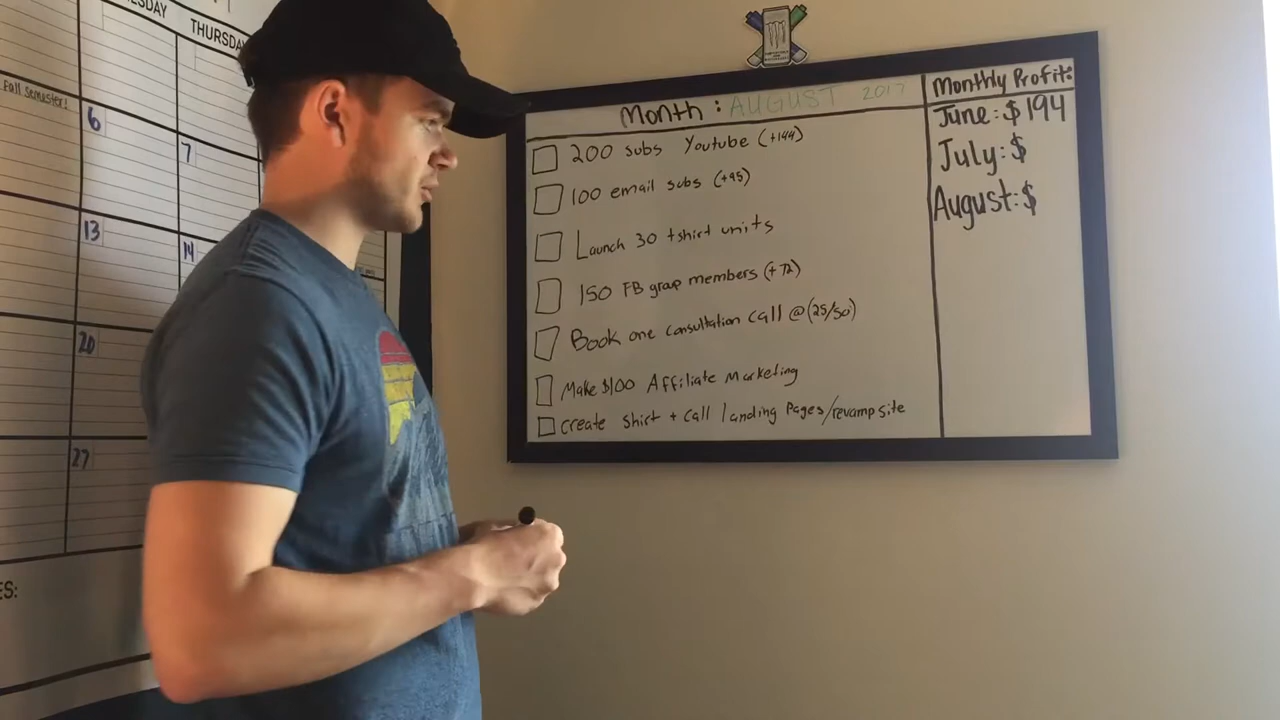 THURSDAY
Fall Semester!
6
7
13
14
20
27
ES:
Month: AUGUST 2017
200 subs Youtube (+144)
100 email subs (+95)
Launch 30 tshirt units
150 FB group members (+72)
Book one consultation call @(25/50)
Make $100 Affiliate Marketing
create shirt + call landing Pages/revamp site
Monthly Profit:
June: $194
July: $
August: $